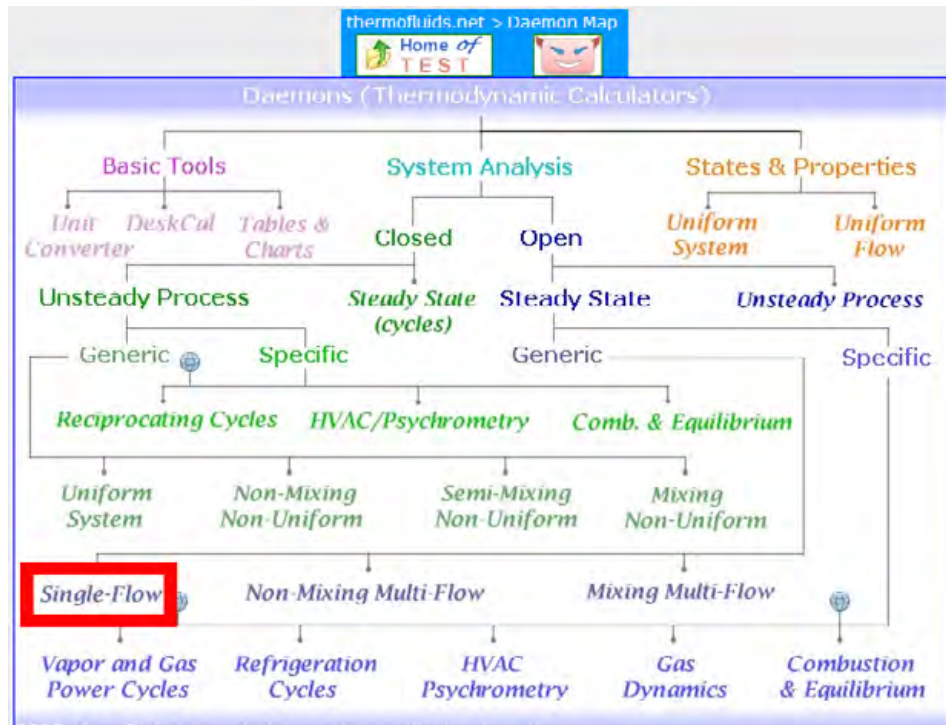 thermofluids.net > Daemon Map
Home of
TEST
Daemons (Thermodynamic Calculators)
Basic Tools
System Analysis
States & Properties
Unit
Converter
DeskCal
Tables &
Charts
Closed
Open
Uniform
System
Uniform
Flow
Unsteady Process
Steady State
(cycles)
Steady State
Unsteady Process
Generic
Specific
Generic
Specific
Reciprocating Cycles
HVAC/Psychrometry
Comb. & Equilibrium
Uniform
System
Non-Mixing
Non-Uniform
Semi-Mixing
Non-Uniform
Mixing
Non-Uniform
Single-Flow
Non-Mixing Multi-Flow
Mixing Multi-Flow
Vapor and Gas
Power Cycles
Refrigeration
Cycles
HVAC
Psychrometry
Gas
Dynamics
Combustion
& Equilibrium